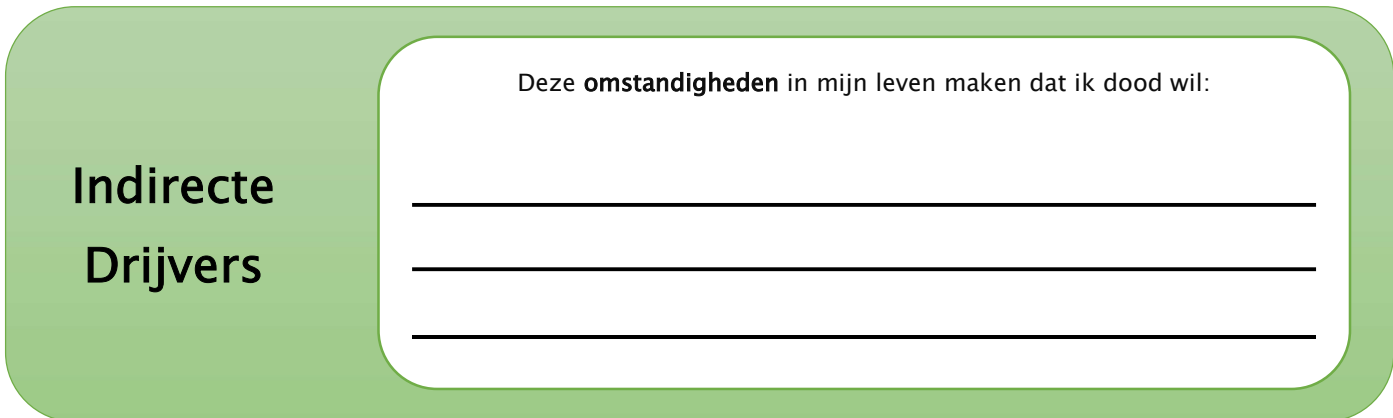 Indirecte
Drijvers
Deze omstandigheden in mijn leven maken dat ik dood wil: